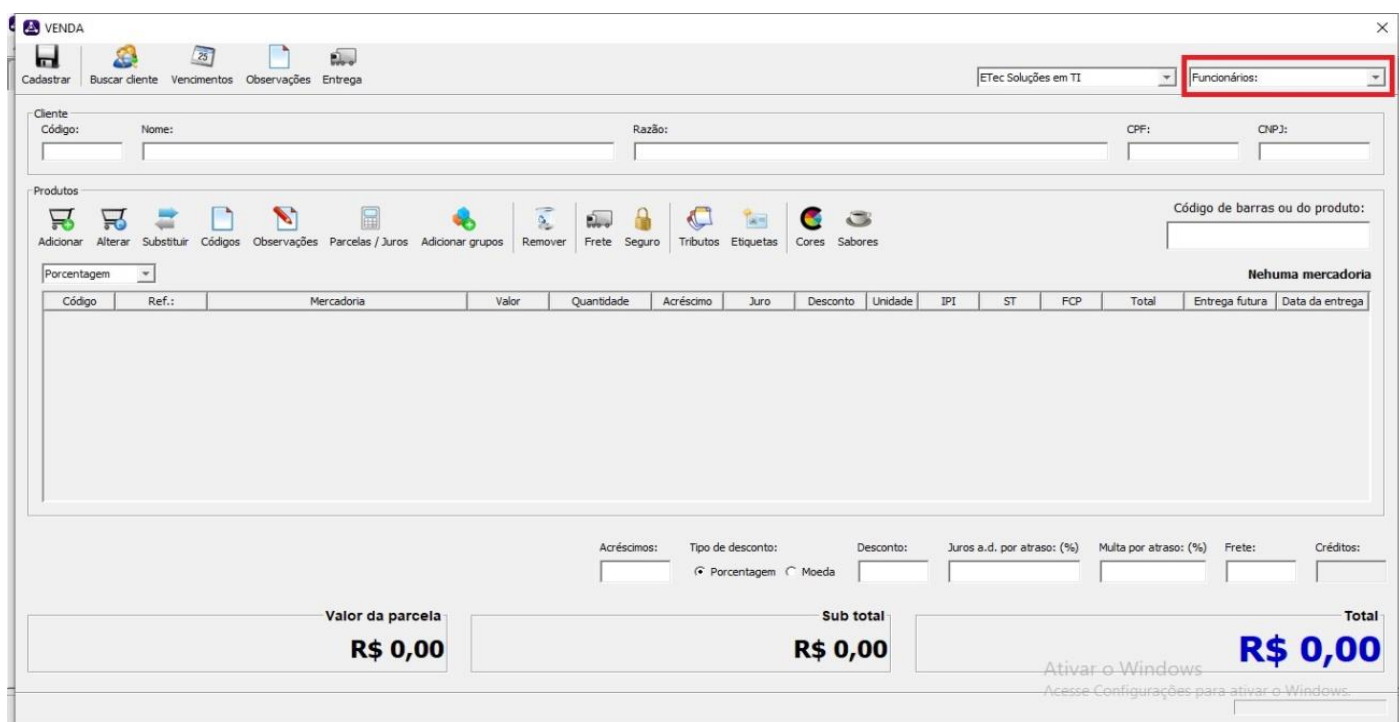 VENDA
Cadastrar Buscar cliente Vencimentos Observações Entrega
ETec Soluções em TI Funcionários:
Cliente
Código: Nome: Razão: CPF: CNPJ:
Produtos
Código de barras ou do produto:
Adicionar Alterar Substituir Códigos Observações Parcelas / Juros Adicionar grupos Remover Frete Seguro Tributos Etiquetas Cores Sabores
Porcentagem Nehuma mercadoria
Código Ref.: Mercadoria Valor Quantidade Acréscimo Juro Desconto Unidade IPI ST FCP Total Entrega futura Data da entrega
Acréscimos: Tipo de desconto: Desconto: Juros a.d. por atraso: (%) Multa por atraso: (%) Frete: Créditos:
Porcentagem Moeda
Valor da parcela Sub total Total
R$ 0,00 R$ 0,00 R$ 0,00
Ativar o Windows
Acesse Configurações para ativar o Windows.